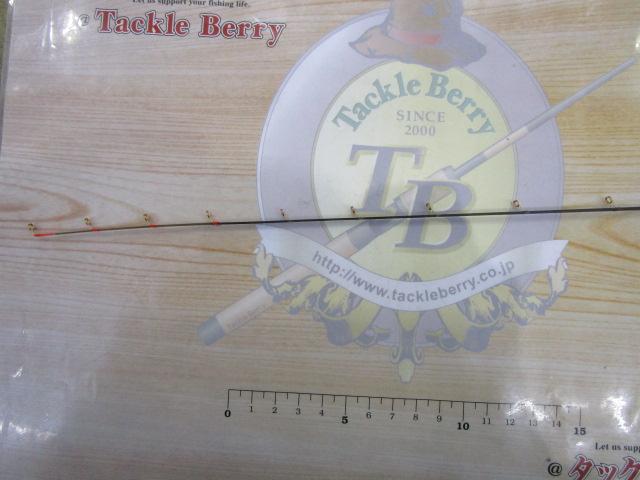 Let us support your fishing life.
@ Tackle Berry
Tackle Berry
SINCE
2000
TB
http://www.tackleberry.co.jp
0 1 2 3 4 5 6 7 8 9 10 11 12 13 14 15
Let us supp
@ タック